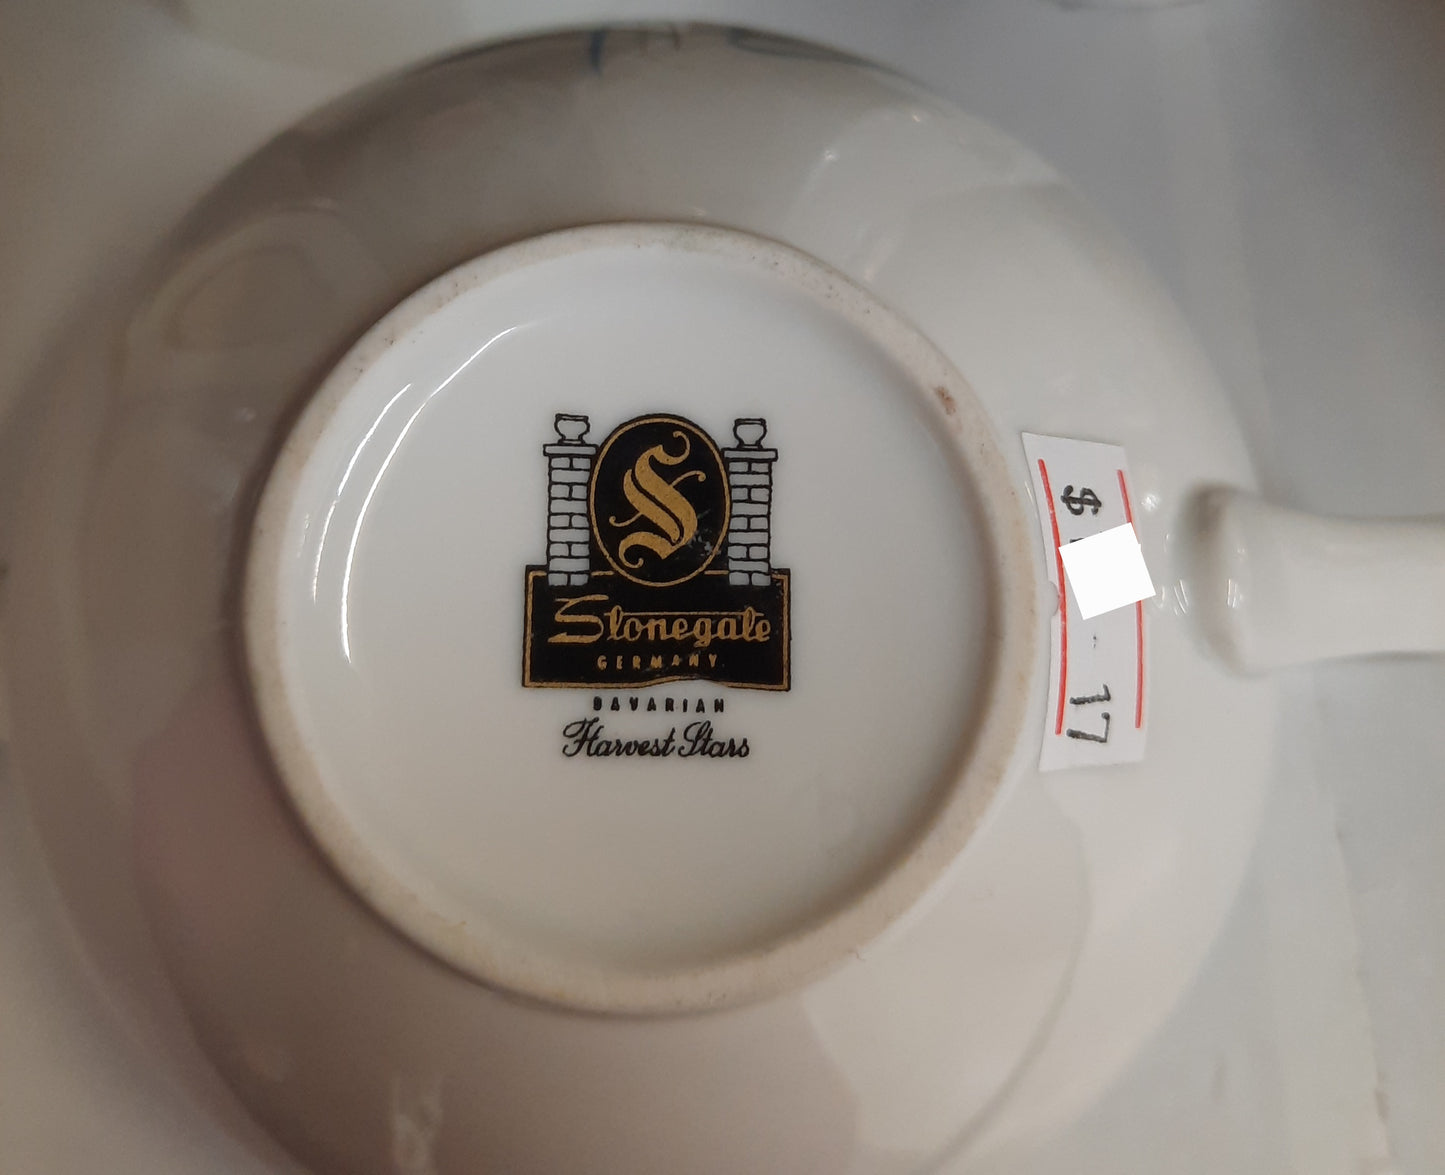 S
Stonegate
GERMANY
BAVARIAN
Harvest Stars
$
- 17